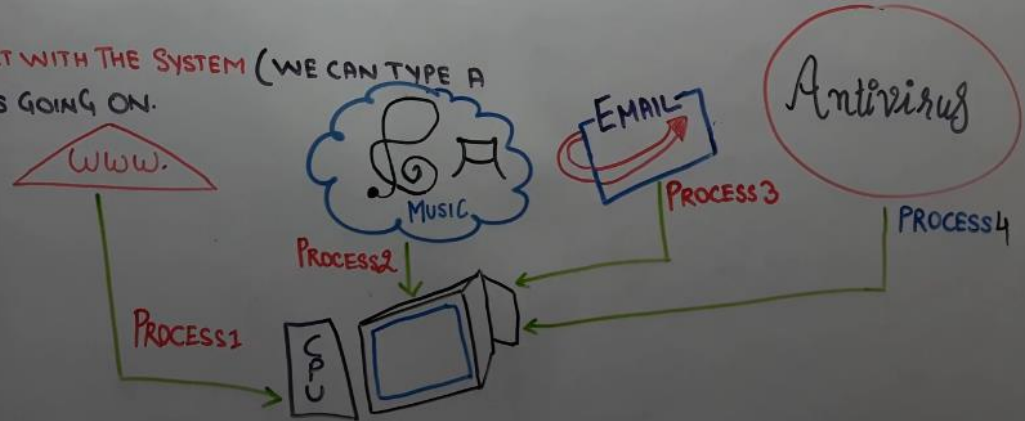 T WITH THE SYSTEM (WE CAN TYPE A
S GOING ON.
WWW.
MUSIC
EMAIL
Antivirus
PROCESS1
PROCESS2
PROCESS3
PROCESS4
CPU